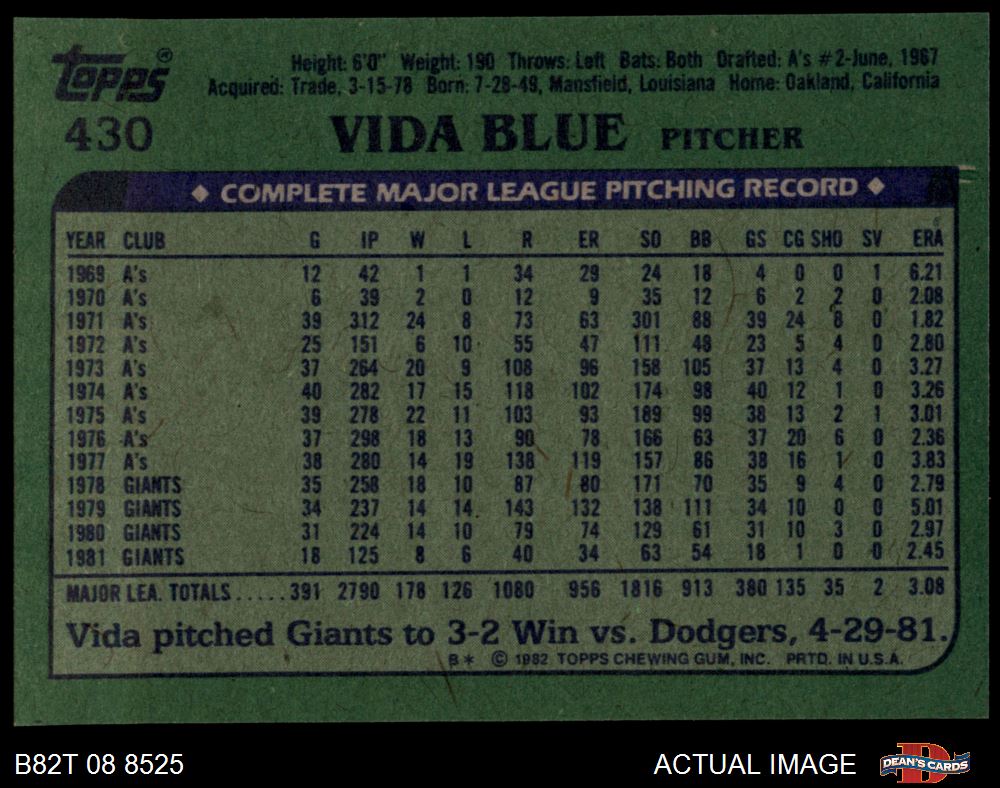 Topps®
Height: 6'0" Weight: 190 Throws: Left Bats: Both Drafted: A's #2-June, 1967
Acquired: Trade, 3-15-78 Born: 7-28-49, Mansfield, Louisiana Home: Oakland, California
430 VIDA BLUE PITCHER
◆ COMPLETE MAJOR LEAGUE PITCHING RECORD ◆
YEAR CLUB G IP W L R ER SO BB GS CG SHO SV ERA
1969 A's 12 42 1 1 34 29 24 18 4 0 0 1 6.21
1970 A's 6 39 2 0 12 9 35 12 6 2 2 0 2.08
1971 A's 39 312 24 8 73 63 301 88 39 24 8 0 1.82
1972 A's 25 151 6 10 55 47 111 48 23 5 4 0 2.80
1973 A's 37 264 20 9 108 96 158 105 37 13 4 0 3.27
1974 A's 40 282 17 15 118 102 174 98 40 12 1 0 3.26
1975 A's 39 278 22 11 103 93 189 99 38 13 2 1 3.01
1976 A's 37 298 18 13 90 78 166 63 37 20 6 0 2.36
1977 A's 38 280 14 19 138 119 157 86 38 16 1 0 3.83
1978 GIANTS 35 258 18 10 87 80 171 70 35 9 4 0 2.79
1979 GIANTS 34 237 14 14 143 132 138 111 34 10 0 0 5.01
1980 GIANTS 31 224 14 10 79 74 129 61 31 10 3 0 2.97
1981 GIANTS 18 125 8 6 40 34 63 54 18 1 0 0 2.45
MAJOR LEA. TOTALS.....391 2790 178 126 1080 956 1816 913 380 135 35 2 3.08
Vida pitched Giants to 3-2 Win vs. Dodgers, 4-29-81.
B* © 1982 TOPPS CHEWING GUM, INC. PRTD. IN U.S.A.
B82T 08 8525 ACTUAL IMAGE DEAN'S CARDS